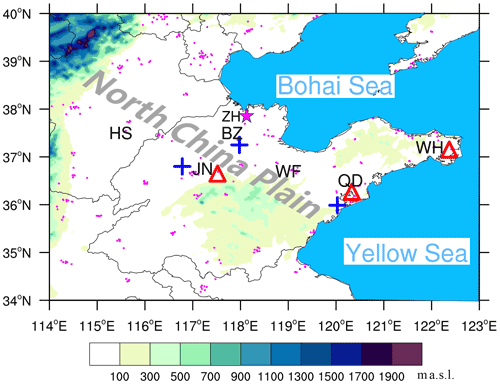 40°N
39°N
38°N
37°N
36°N
35°N
34°N
Bohai Sea
North China Plain
ZH
BZ
HS
JN
WF
WH
QD
Yellow Sea
114°E 115°E 116°E 117°E 118°E 119°E 120°E 121°E 122°E 123°E
100 300 500 700 900 1100 1300 1500 1700 1900 m a.s.l.